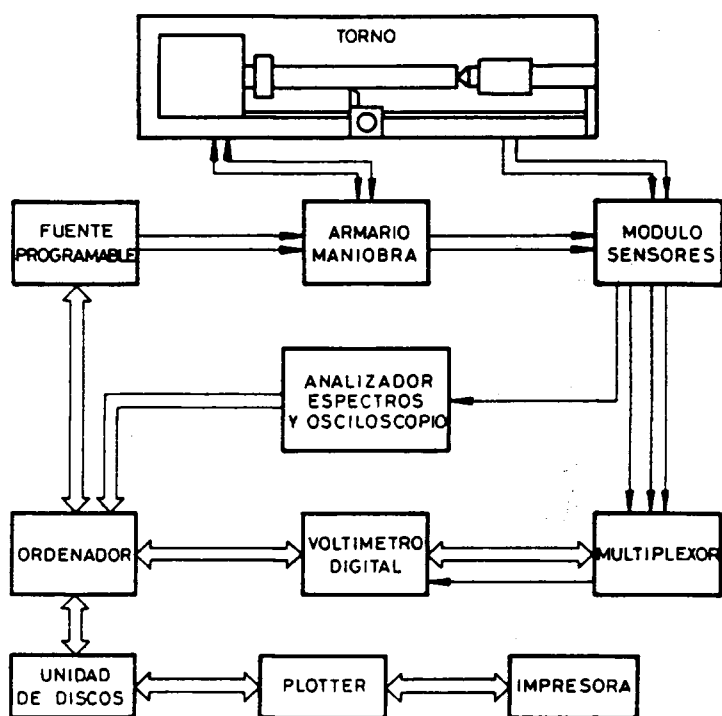 TORNO
FUENTE
PROGRAMABLE
ARMARIO
MANIOBRA
MODULO
SENSORES
ANALIZADOR
ESPECTROS
Y OSCILOSCOPIO
ORDENADOR
VOLTIMETRO
DIGITAL
MULTIPLEXOR
UNIDAD
DE DISCOS
PLOTTER
IMPRESORA